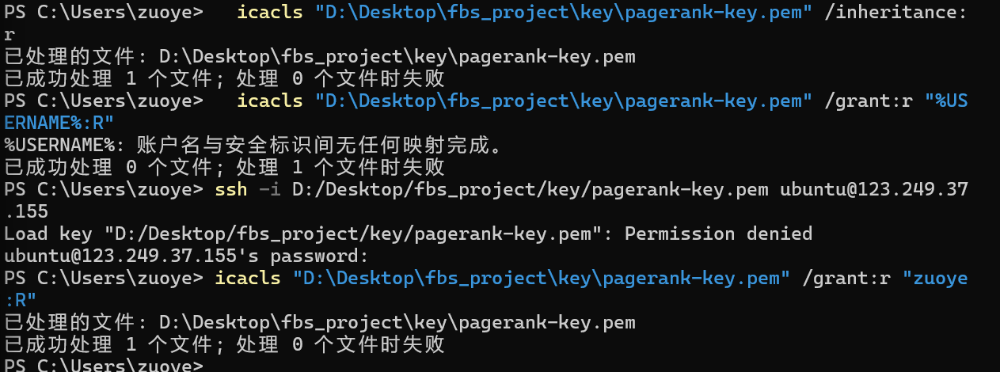 PS C:\Users\zuoye>   icacls "D:\Desktop\fbs_project\key\pagerank-key.pem" /inheritance:
r
已处理的文件: D:\Desktop\fbs_project\key\pagerank-key.pem
已成功处理 1 个文件; 处理 0 个文件时失败
PS C:\Users\zuoye>   icacls "D:\Desktop\fbs_project\key\pagerank-key.pem" /grant:r "%US
ERNAME%:R"
%USERNAME%: 账户名与安全标识间无任何映射完成。
已成功处理 0 个文件; 处理 1 个文件时失败
PS C:\Users\zuoye> ssh -i D:/Desktop/fbs_project/key/pagerank-key.pem ubuntu@123.249.37
.155
Load key "D:/Desktop/fbs_project/key/pagerank-key.pem": Permission denied
ubuntu@123.249.37.155's password:
PS C:\Users\zuoye> icacls "D:\Desktop\fbs_project\key\pagerank-key.pem" /grant:r "zuoye
:R"
已处理的文件: D:\Desktop\fbs_project\key\pagerank-key.pem
已成功处理 1 个文件; 处理 0 个文件时失败
PS C:\Users\zuoye>